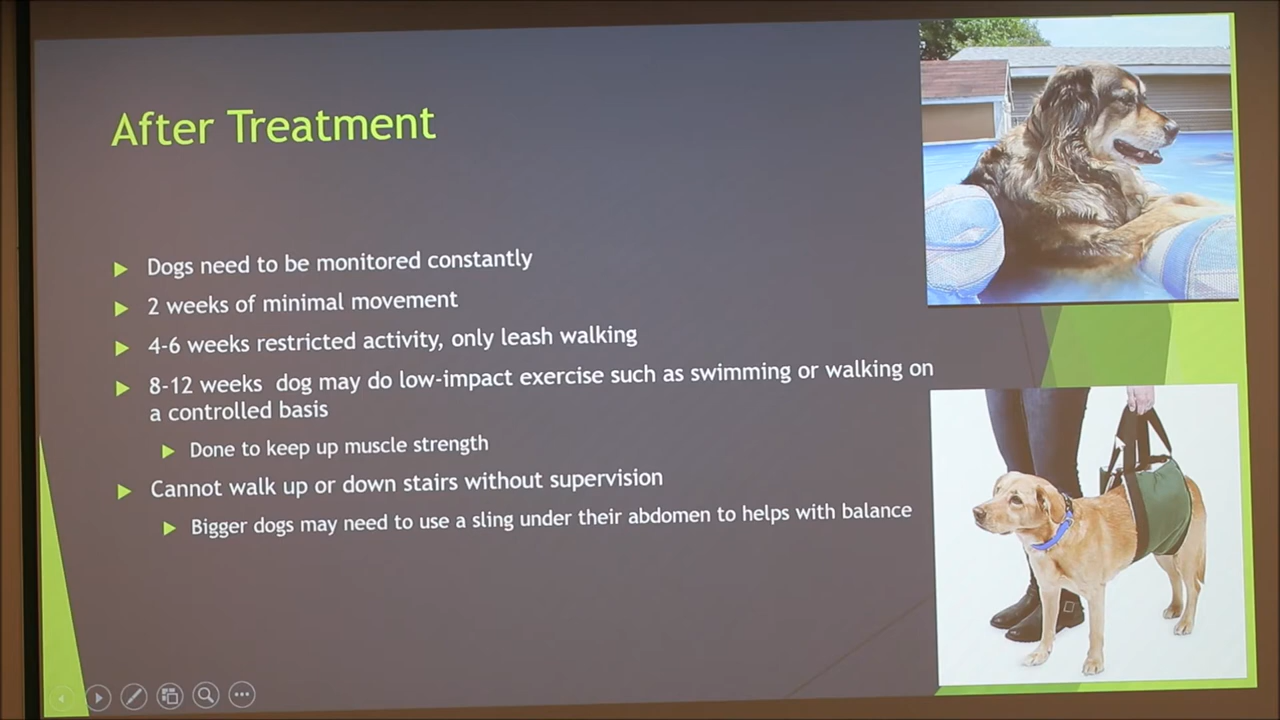 After Treatment
Dogs need to be monitored constantly
2 weeks of minimal movement
4-6 weeks restricted activity, only leash walking
8-12 weeks dog may do low-impact exercise such as swimming or walking on
a controlled basis
Done to keep up muscle strength
Cannot walk up or down stairs without supervision
Bigger dogs may need to use a sling under their abdomen to helps with balance